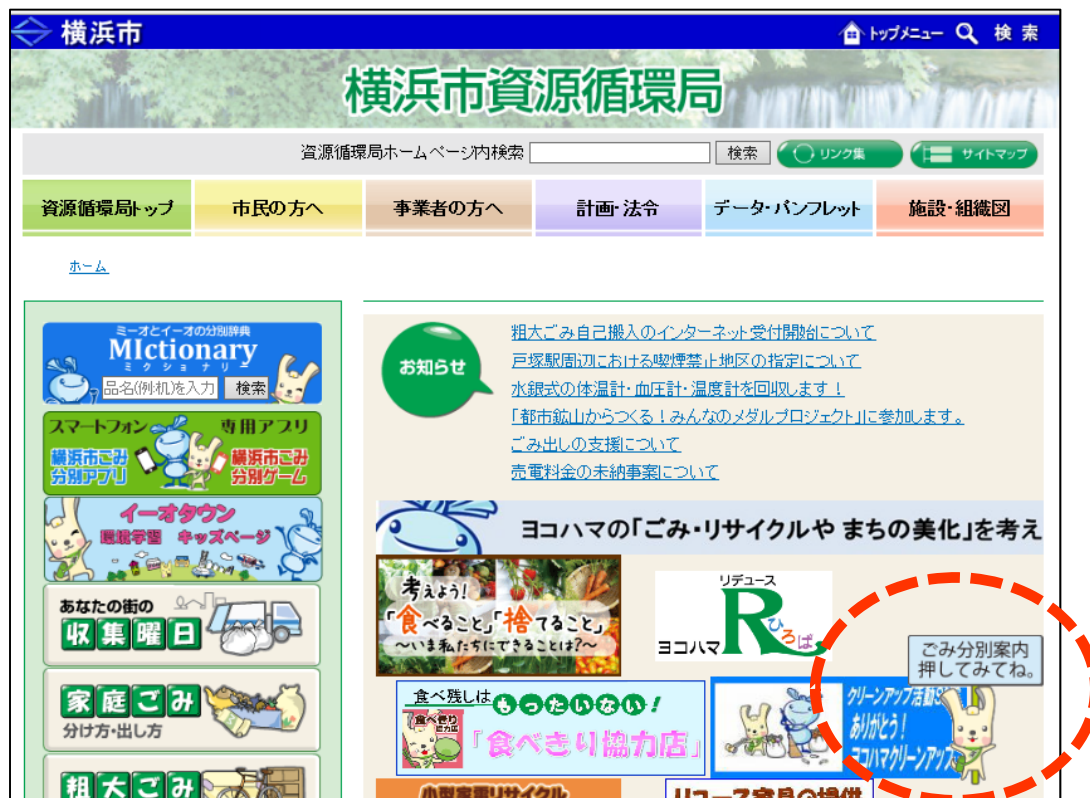 横浜市
トップメニュー 検索
横浜市資源循環局
資源循環局ホームページ内検索 検索 リンク集 サイトマップ
資源循環局トップ 市民の方へ 事業者の方へ 計画・法令 データ・パンフレット 施設・組織図
ホーム
ミーオとイーオの分別辞典
MIctionary
ミクショナリー
品名(例:机)を入力 検索
スマートフォン 専用アプリ
横浜市ごみ分別アプリ
横浜市ごみ分別ゲーム
イーオタウン
環境学習 キッズページ
あなたの街の
収集曜日
家庭ごみ
分け方・出し方
粗大ごみ
お知らせ
粗大ごみ自己搬入のインターネット受付開始について
戸塚駅周辺における喫煙禁止地区の指定について
水銀式の体温計・血圧計・温度計を回収します!
「都市鉱山からつくる!みんなのメダルプロジェクト」に参加します。
ごみ出しの支援について
売電料金の未納事案について
ヨコハマの「ごみ・リサイクルや まちの美化」を考え
考えよう!
「食べること」「捨てること」
~いま私たちにできることは?~
リデュース
ヨコハマ R ひろば
ごみ分別案内
押してみてね。
食べ残しはもったいない!
食べきり協力店
「食べきり協力店」
クリーンアップ活動
ありがとう!
ヨコハマクリーンアップ
小型家電リサイクル
リユース家具の提供